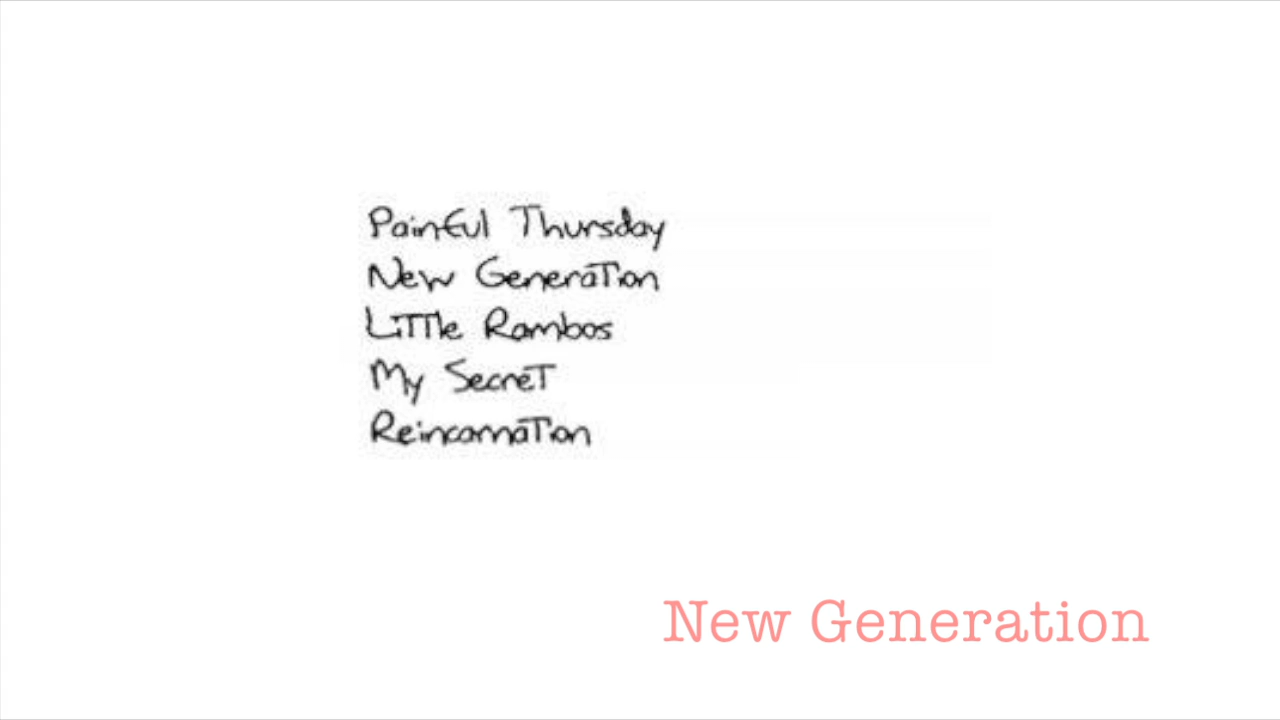 Painful Thursday
New Generation
Little Rambos
My Secret
Reincarnation
New Generation